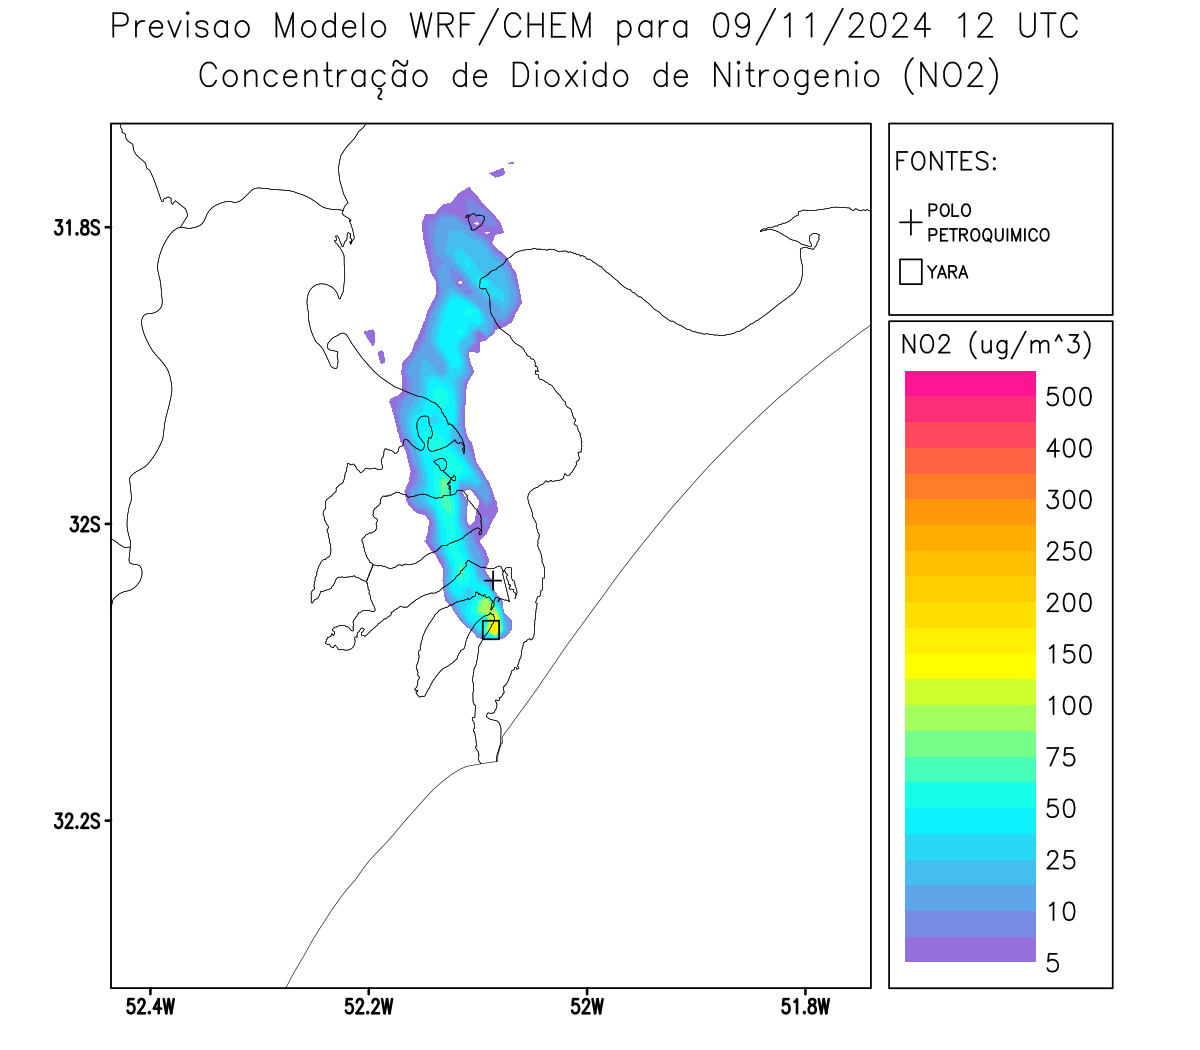 Previsao Modelo WRF/CHEM para 09/11/2024 12 UTC
Concentração de Dioxido de Nitrogenio (NO2)
FONTES:
POLO
PETROQUIMICO
YARA
NO2 (ug/m^3)
500
400
300
250
200
150
100
75
50
25
10
5
31.8S
32S
32.2S
52.4W
52.2W
52W
51.8W